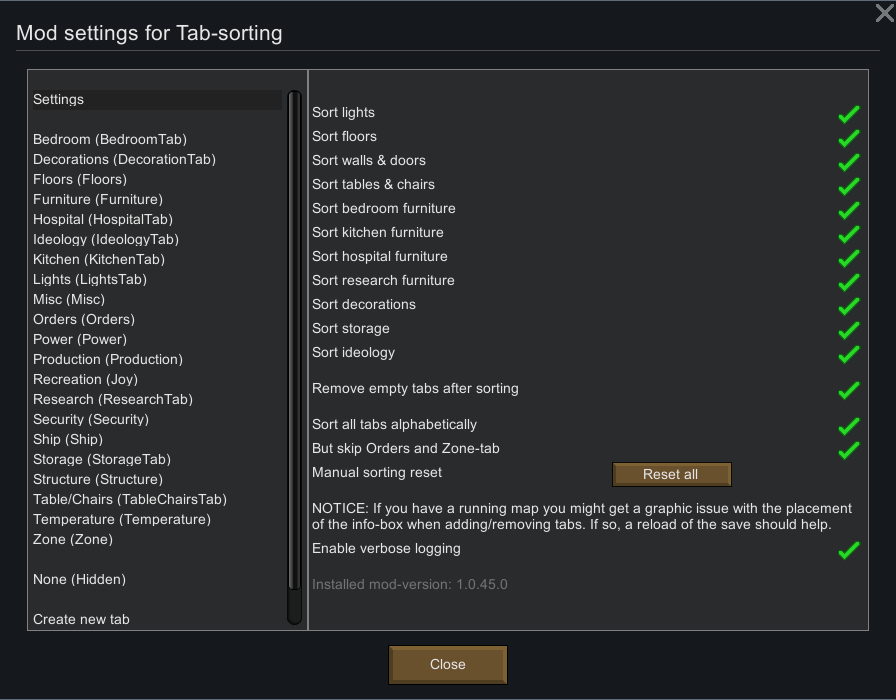 Mod settings for Tab-sorting
Settings
Bedroom (BedroomTab)
Decorations (DecorationTab)
Floors (Floors)
Furniture (Furniture)
Hospital (HospitalTab)
Ideology (IdeologyTab)
Kitchen (KitchenTab)
Lights (LightsTab)
Misc (Misc)
Orders (Orders)
Power (Power)
Production (Production)
Recreation (Joy)
Research (ResearchTab)
Security (Security)
Ship (Ship)
Storage (StorageTab)
Structure (Structure)
Table/Chairs (TableChairsTab)
Temperature (Temperature)
Zone (Zone)
None (Hidden)
Create new tab
Sort lights
Sort floors
Sort walls & doors
Sort tables & chairs
Sort bedroom furniture
Sort kitchen furniture
Sort hospital furniture
Sort research furniture
Sort decorations
Sort storage
Sort ideology
Remove empty tabs after sorting
Sort all tabs alphabetically
But skip Orders and Zone-tab
Manual sorting reset
Reset all
NOTICE: If you have a running map you might get a graphic issue with the placement
of the info-box when adding/removing tabs. If so, a reload of the save should help.
Enable verbose logging
Installed mod-version: 1.0.45.0
Close